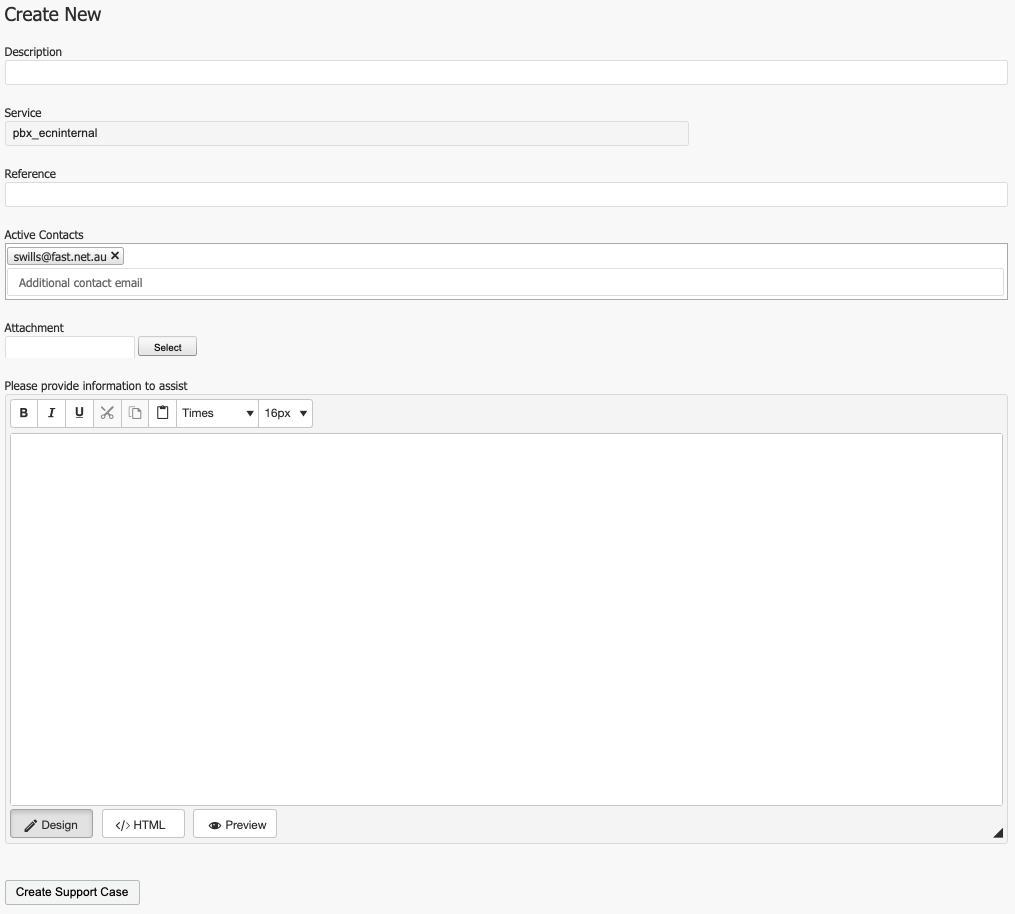 Create New
Description
Service
pbx_ecninternal
Reference
Active Contacts
swills@fast.net.au ✕
Additional contact email
Attachment
Select
Please provide information to assist
B I U Times 16px
Design </> HTML Preview
Create Support Case